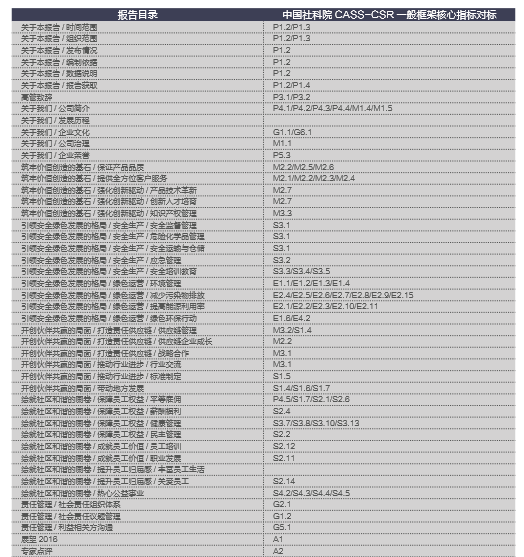 报告目录 中国社科院 CASS-CSR 一般框架核心指标对标
关于本报告 / 时间范围 P1.2/P1.3
关于本报告 / 组织范围 P1.2/P1.3
关于本报告 / 发布情况 P1.2
关于本报告 / 编制依据 P1.2
关于本报告 / 数据说明 P1.2
关于本报告 / 报告获取 P1.2/P1.4
高管致辞 P3.1/P3.2
关于我们 / 公司简介 P4.1/P4.2/P4.3/P4.4/M1.4/M1.5
关于我们 / 发展历程
关于我们 / 企业文化 G1.1/G6.1
关于我们 / 公司治理 M1.1
关于我们 / 企业荣誉 P5.3
筑牢价值创造的基石 / 保证产品品质 M2.2/M2.5/M2.6
筑牢价值创造的基石 / 提供全方位客户服务 M2.1/M2.2/M2.3/M2.4
筑牢价值创造的基石 / 强化创新驱动 / 产品技术革新 M2.7
筑牢价值创造的基石 / 强化创新驱动 / 创新人才培育 M2.7
筑牢价值创造的基石 / 强化创新驱动 / 知识产权管理 M3.3
引领安全绿色发展的格局 / 安全生产 / 安全监督管理 S3.1
引领安全绿色发展的格局 / 安全生产 / 危险化学品管理 S3.1
引领安全绿色发展的格局 / 安全生产 / 安全运输与仓储 S3.1
引领安全绿色发展的格局 / 安全生产 / 应急管理 S3.2
引领安全绿色发展的格局 / 安全生产 / 安全培训教育 S3.3/S3.4/S3.5
引领安全绿色发展的格局 / 绿色运营 / 环境管理 E1.1/E1.2/E1.3/E1.4
引领安全绿色发展的格局 / 绿色运营 / 减少污染物排放 E2.4/E2.5/E2.6/E2.7/E2.8/E2.9/E2.15
引领安全绿色发展的格局 / 绿色运营 / 提高能源利用率 E2.1/E2.2/E2.3/E2.10/E2.11
引领安全绿色发展的格局 / 绿色运营 / 绿色环保行动 E1.6/E4.2
开创伙伴共赢的局面 / 打造责任供应链 / 供应链管理 M3.2/S1.4
开创伙伴共赢的局面 / 打造责任供应链 / 供应链企业成长 M2.2
开创伙伴共赢的局面 / 打造责任供应链 / 战略合作 M3.1
开创伙伴共赢的局面 / 推动行业进步 / 行业交流 M3.1
开创伙伴共赢的局面 / 推动行业进步 / 标准制定 S1.5
开创伙伴共赢的局面 / 带动地方发展 S1.4/S1.6/S1.7
绘就社区和谐的画卷 / 保障员工权益 / 平等雇佣 P4.5/S1.7/S2.1/S2.6
绘就社区和谐的画卷 / 保障员工权益 / 薪酬福利 S2.4
绘就社区和谐的画卷 / 保障员工权益 / 健康管理 S3.7/S3.8/S3.10/S3.13
绘就社区和谐的画卷 / 保障员工权益 / 民主管理 S2.2
绘就社区和谐的画卷 / 成就员工价值 / 员工培训 S2.12
绘就社区和谐的画卷 / 成就员工价值 / 职业发展 S2.11
绘就社区和谐的画卷 / 提升员工归属感 / 丰富员工生活
绘就社区和谐的画卷 / 提升员工归属感 / 关爱员工 S2.14
绘就社区和谐的画卷 / 热心公益事业 S4.2/S4.3/S4.4/S4.5
责任管理 / 社会责任组织体系 G2.1
责任管理 / 社会责任议题管理 G1.2
责任管理 / 利益相关方沟通 G5.1
展望 2016 A1
专家点评 A2